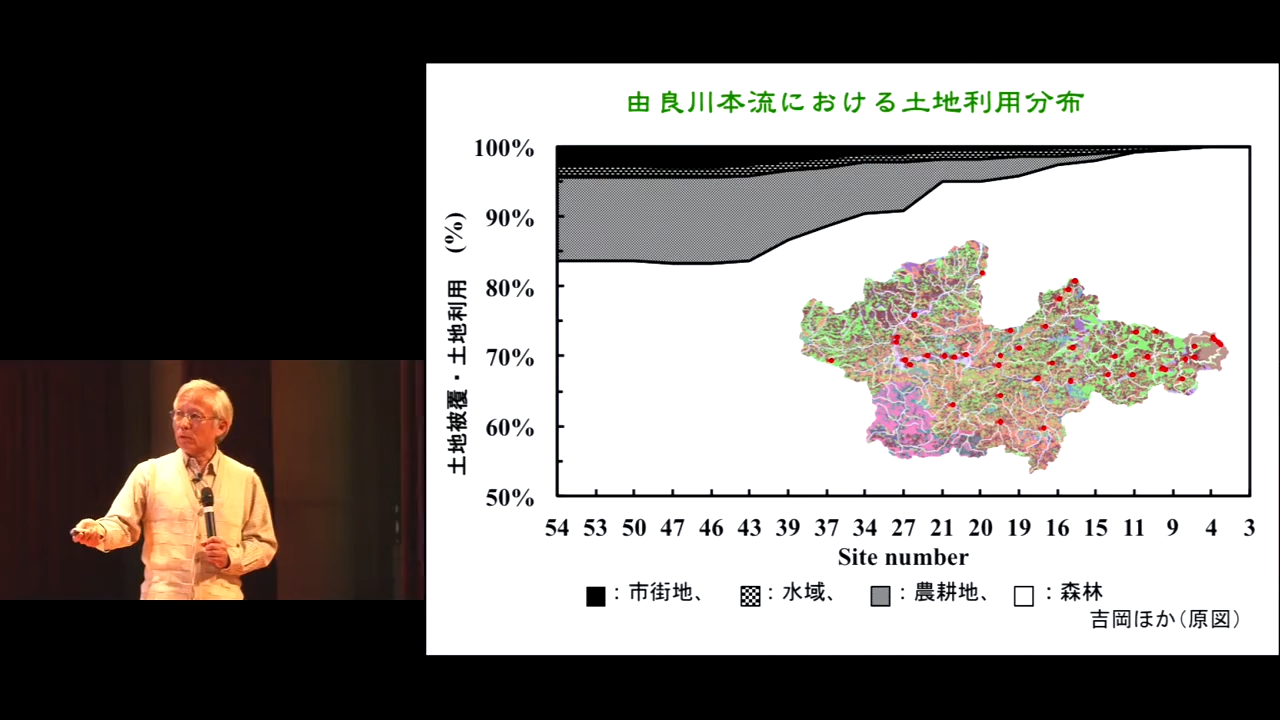 由良川本流における土地利用分布
土地被覆・土地利用 (%)
100%
90%
80%
70%
60%
50%
54 53 50 47 46 43 39 37 34 27 21 20 19 16 15 11 9 4 3
Site number
：市街地、 ：水域、 ：農耕地、 ：森林
吉岡ほか（原図）